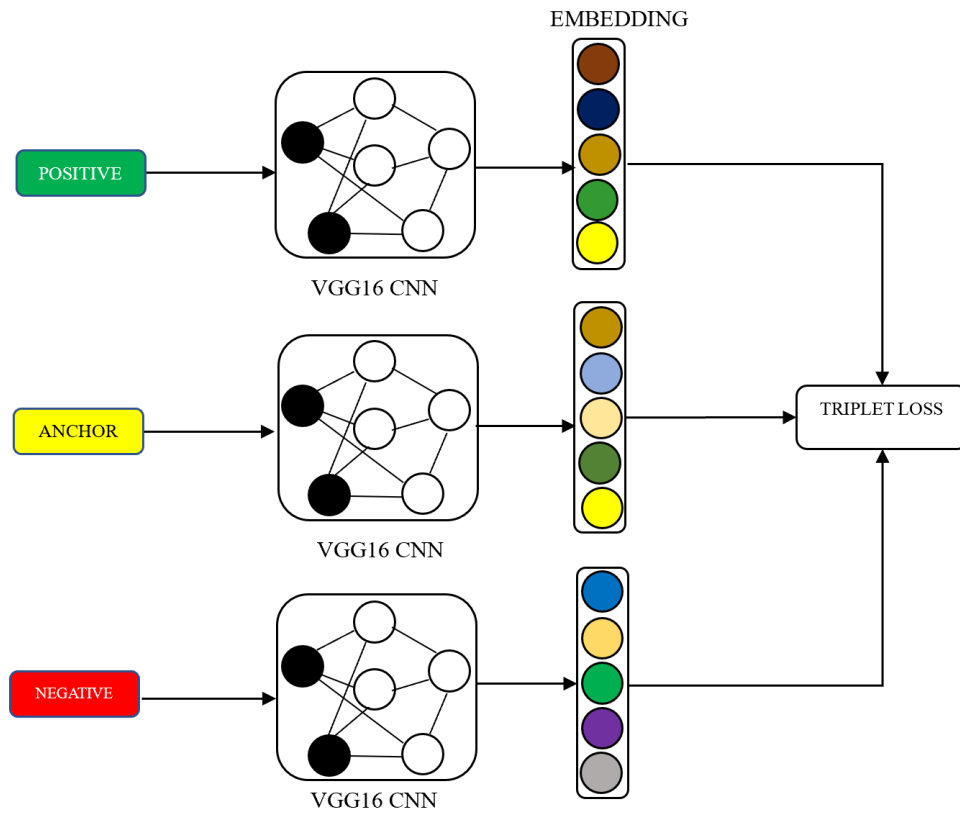 EMBEDDING
POSITIVE
VGG16 CNN
ANCHOR
TRIPLET LOSS
VGG16 CNN
NEGATIVE
VGG16 CNN